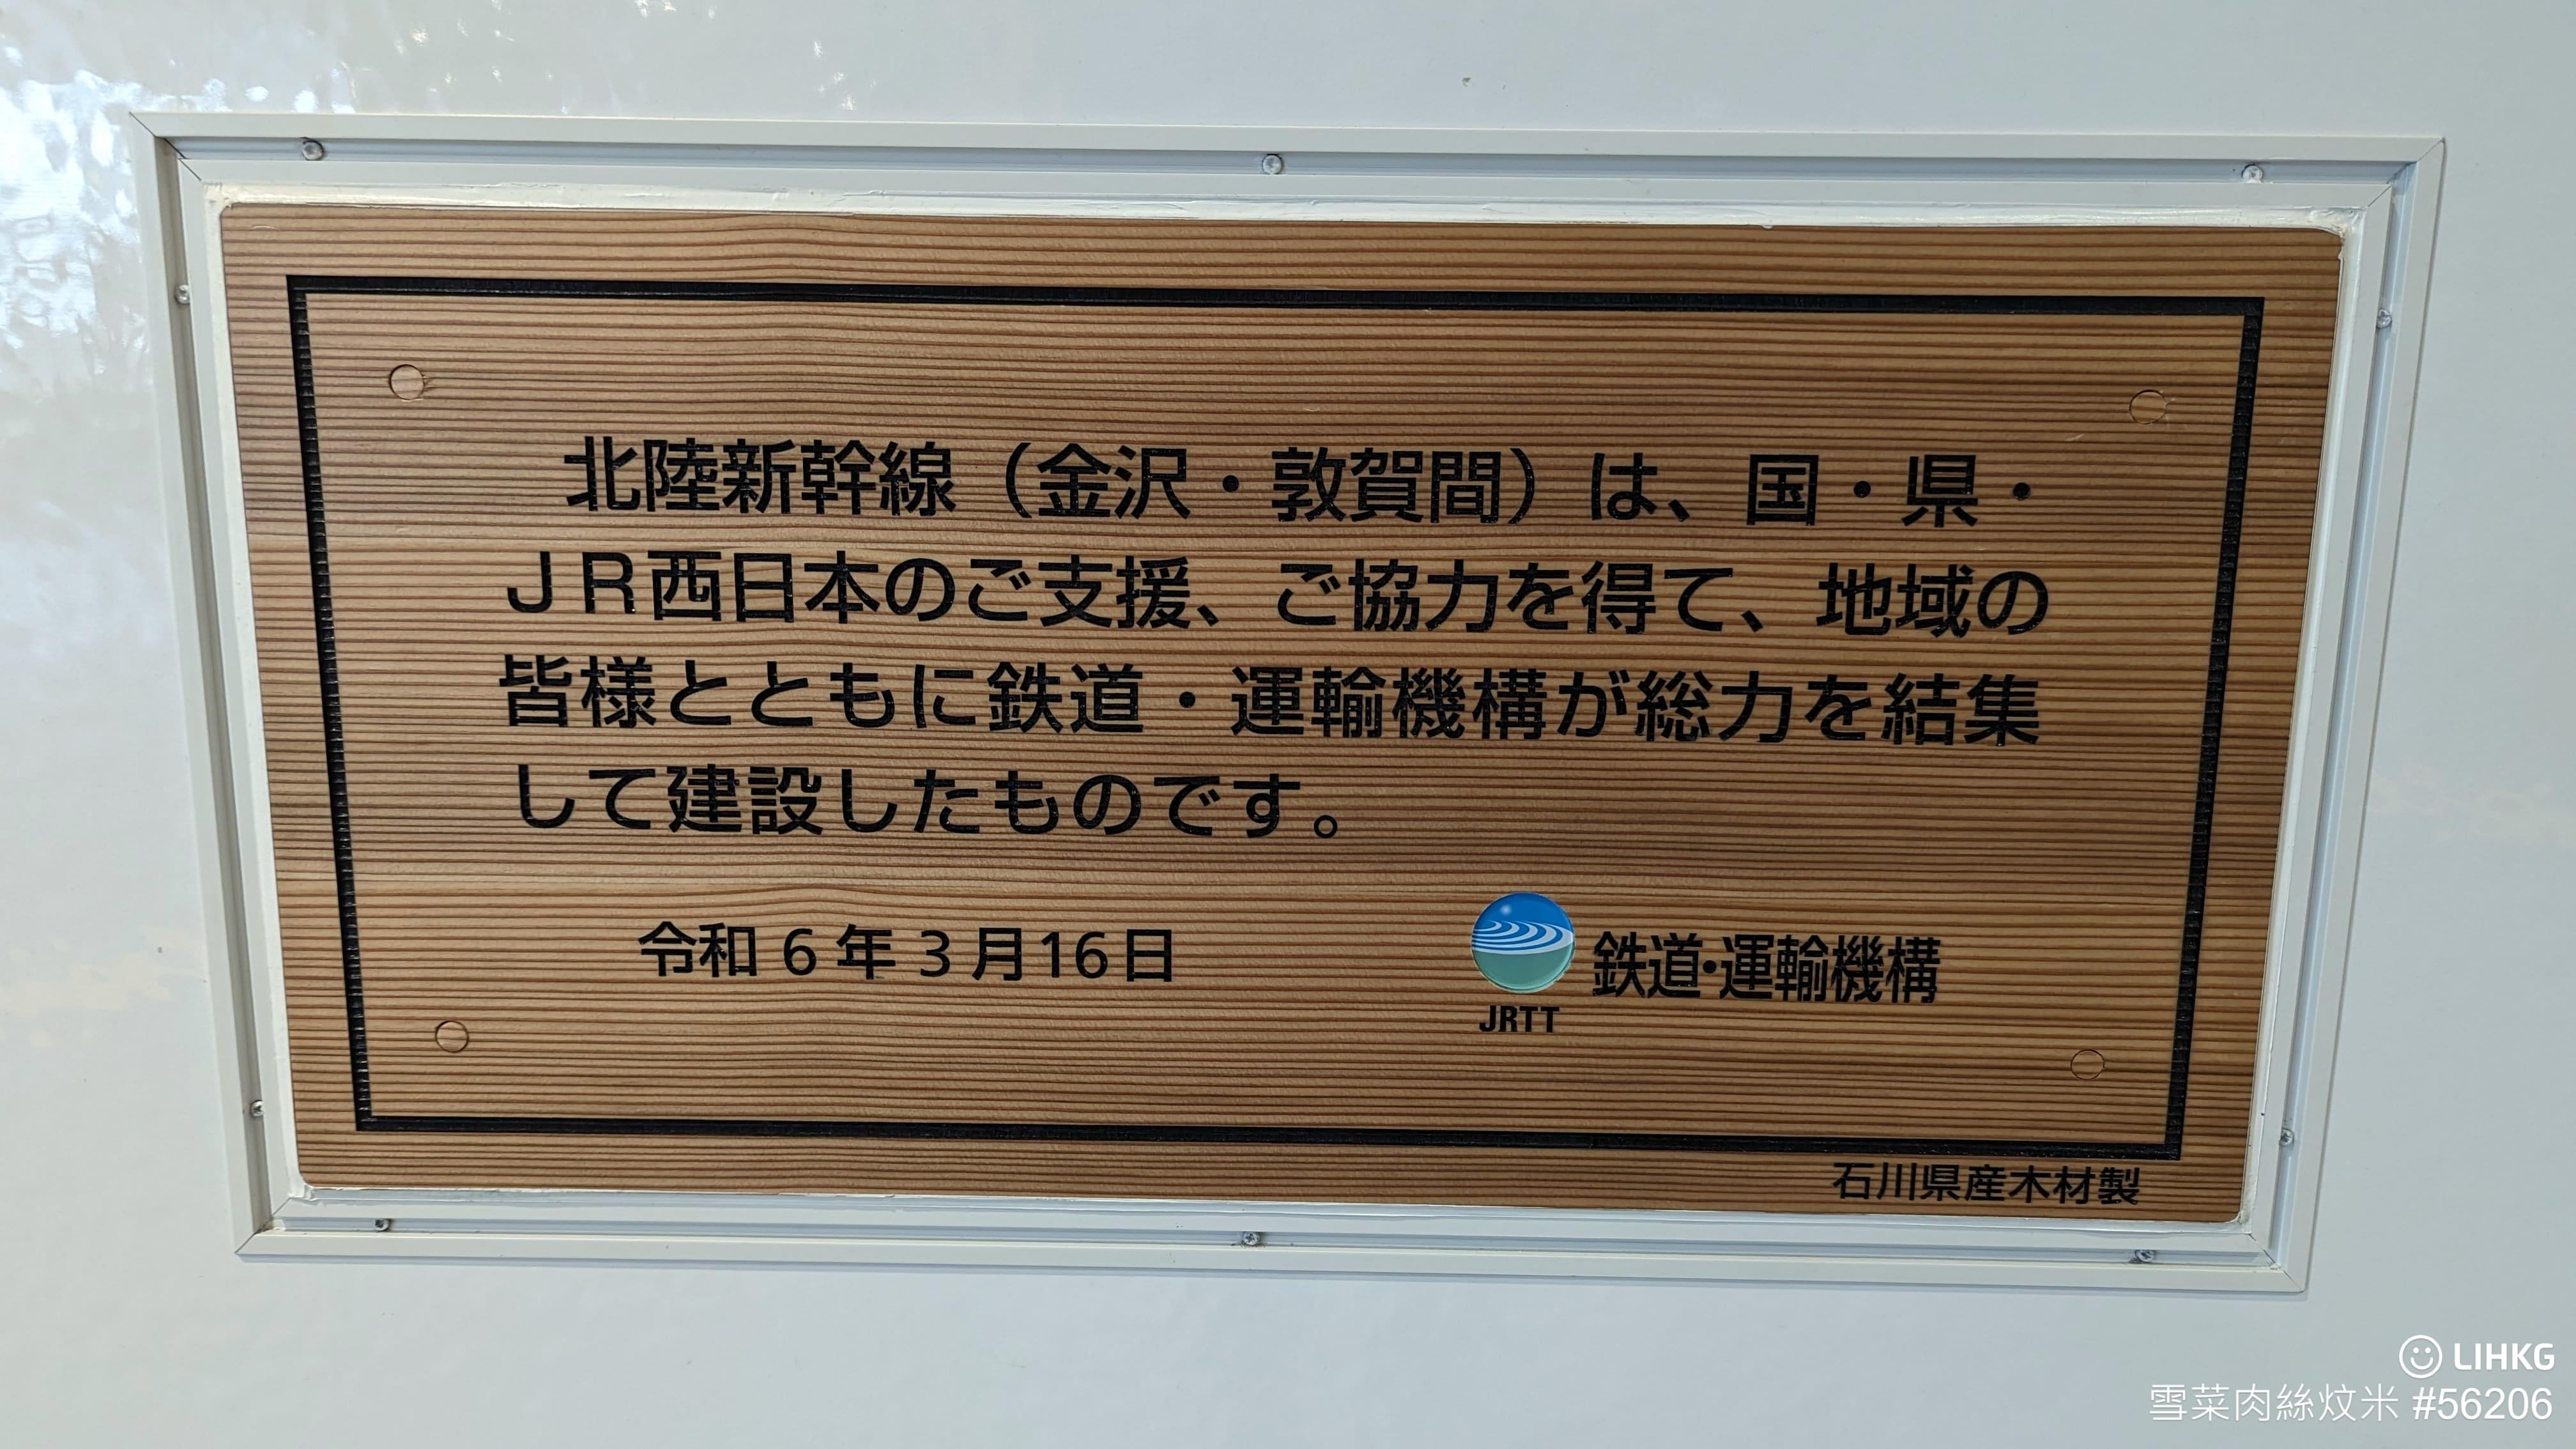 北陸新幹線（金沢・敦賀間）は、国・県・
ＪＲ西日本のご支援、ご協力を得て、地域の
皆様とともに鉄道・運輸機構が総力を結集
して建設したものです。
令和６年３月16日
鉄道・運輸機構
JRTT
石川県産木材製
LIHKG
雪菜肉絲炆米 #56206